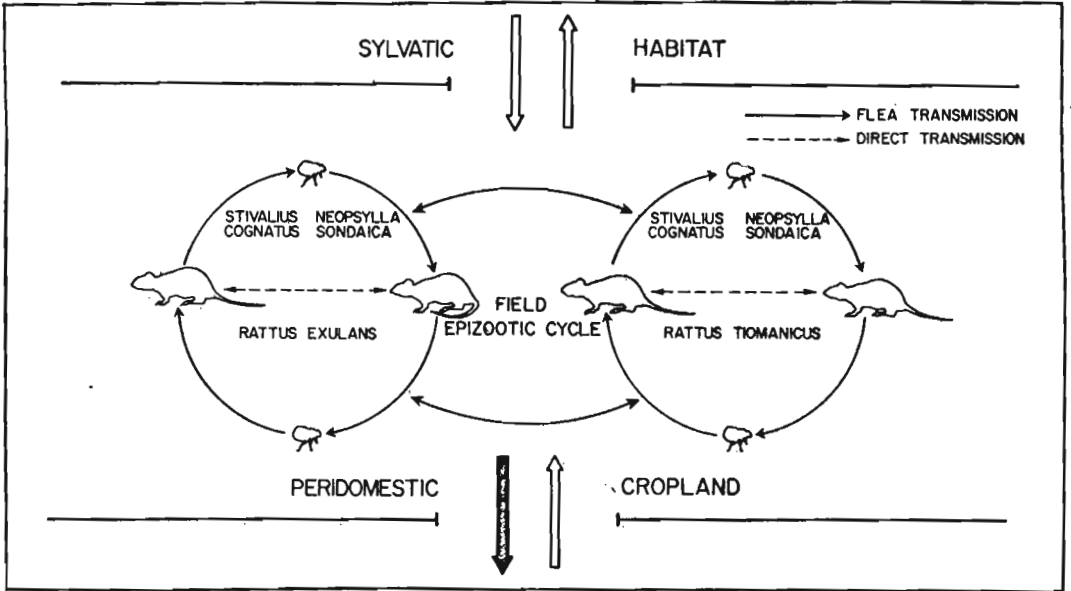 SYLVATIC HABITAT
FLEA TRANSMISSION
DIRECT TRANSMISSION
STIVALIUS NEOPSYLLA
COGNATUS SONDAICA
STIVALIUS NEOPSYLLA
COGNATUS SONDAICA
FIELD
EPIZOOTIC CYCLE
RATTUS EXULANS
RATTUS TIOMANICUS
PERIDOMESTIC CROPLAND